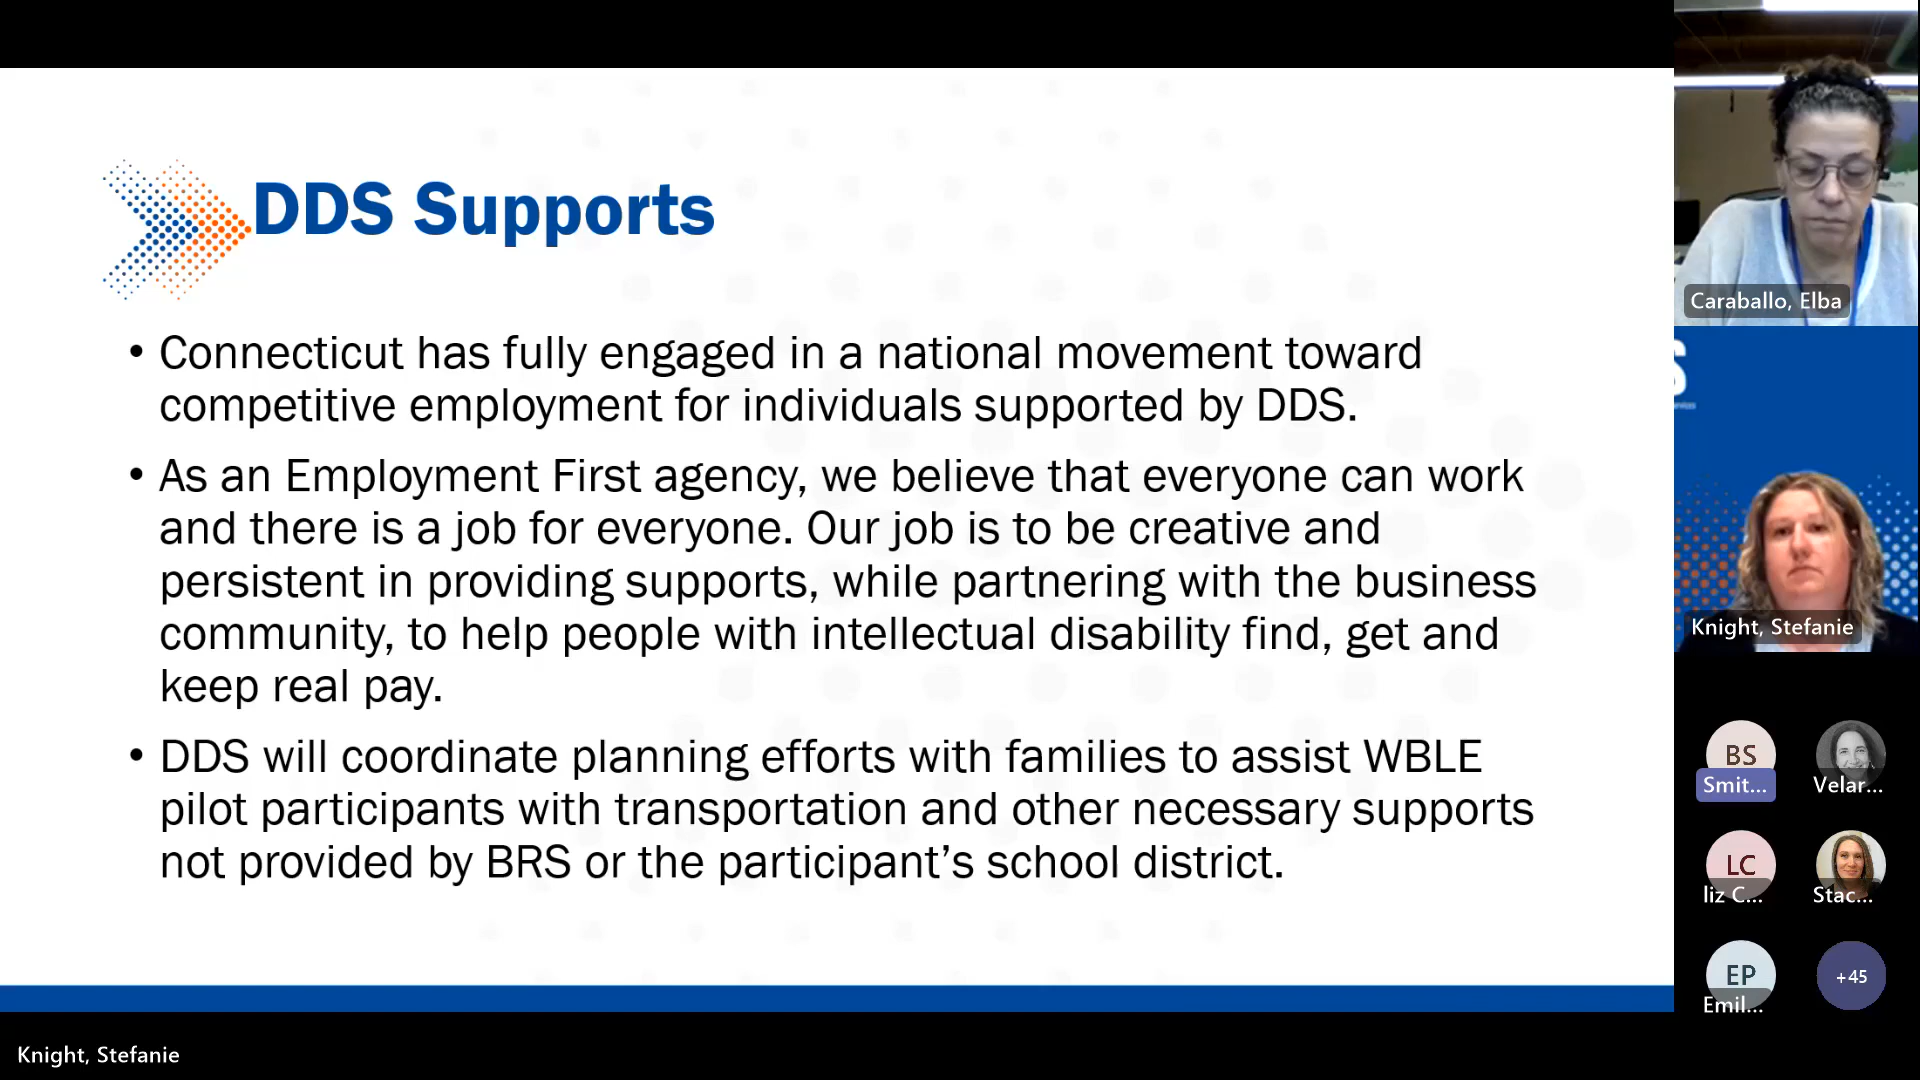 DDS Supports
• Connecticut has fully engaged in a national movement toward
competitive employment for individuals supported by DDS.
• As an Employment First agency, we believe that everyone can work
and there is a job for everyone. Our job is to be creative and
persistent in providing supports, while partnering with the business
community, to help people with intellectual disability find, get and
keep real pay.
• DDS will coordinate planning efforts with families to assist WBLE
pilot participants with transportation and other necessary supports
not provided by BRS or the participant’s school district.
Caraballo, Elba
S
Knight, Stefanie
BS
Smit...
Velar...
LC
liz C...
Stac...
EP
Emil...
+45
Knight, Stefanie